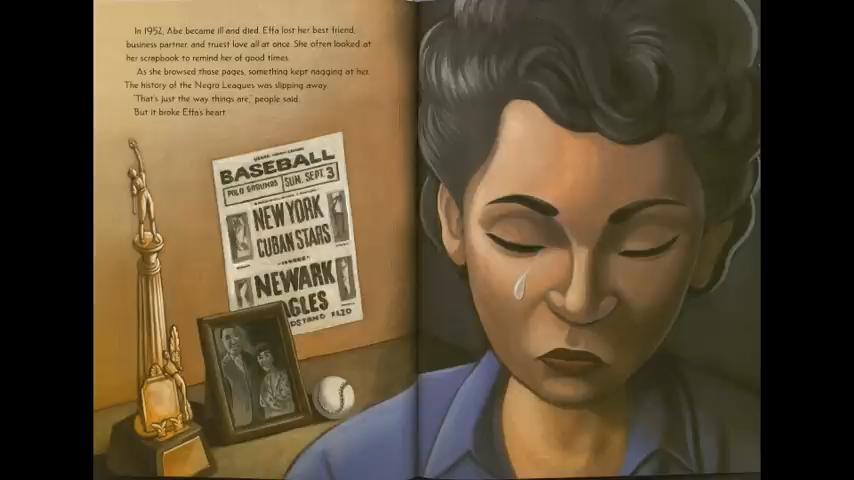 In 1952, Abe became ill and died. Effa lost her best friend,
business partner, and truest love all at once. She often looked at
her scrapbook to remind her of good times.
As she browsed those pages, something kept nagging at her.
The history of the Negro Leagues was slipping away.
"That's just the way things are," people said.
But it broke Effa's heart.
BASEBALL
POLO GROUNDS SUN. SEPT. 3
NEW YORK
CUBAN STARS
NEWARK
AGLES